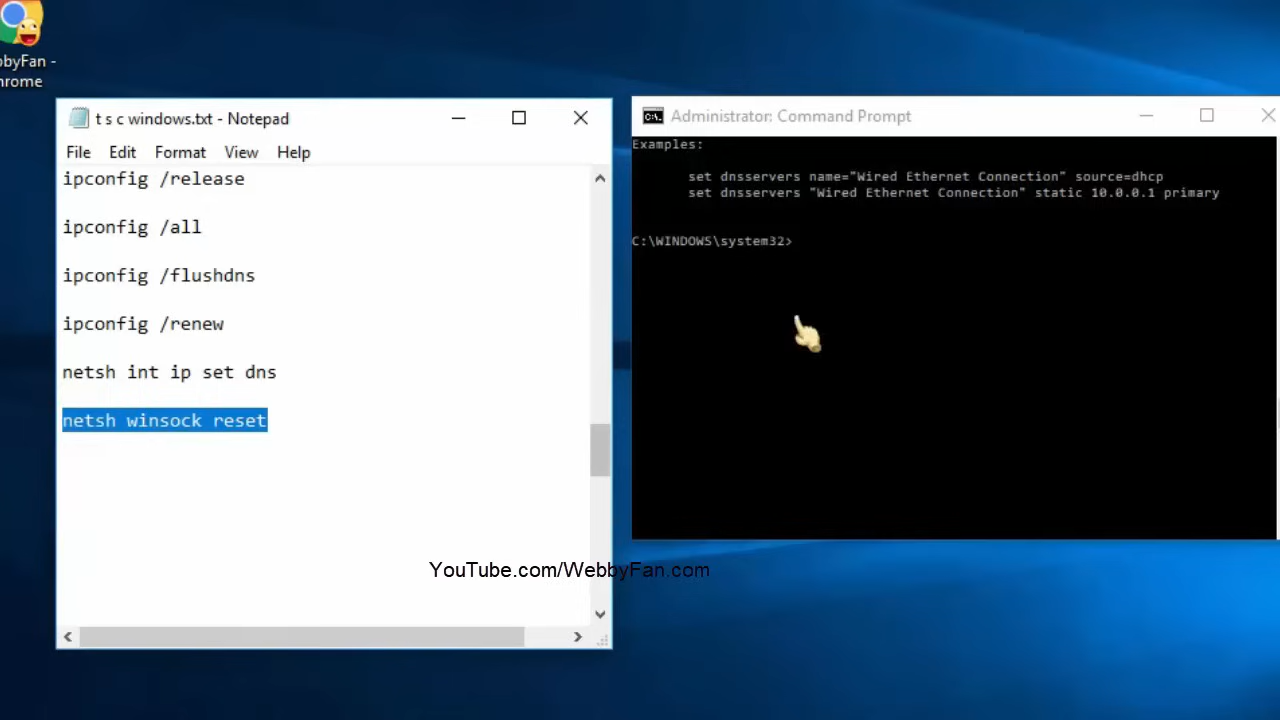 bbyFan -
hrome
t s c windows.txt - Notepad
File Edit Format View Help
ipconfig /release
ipconfig /all
ipconfig /flushdns
ipconfig /renew
netsh int ip set dns
netsh winsock reset
Administrator: Command Prompt
Examples:
set dnsservers name="Wired Ethernet Connection" source=dhcp
set dnsservers "Wired Ethernet Connection" static 10.0.0.1 primary
C:\WINDOWS\system32>
YouTube.com/WebbyFan.com